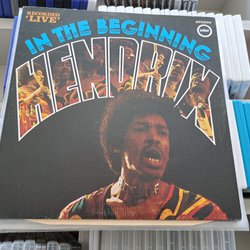 RECORDED
"LIVE"
STEREO
IN THE BEGINNING
HENDRIX